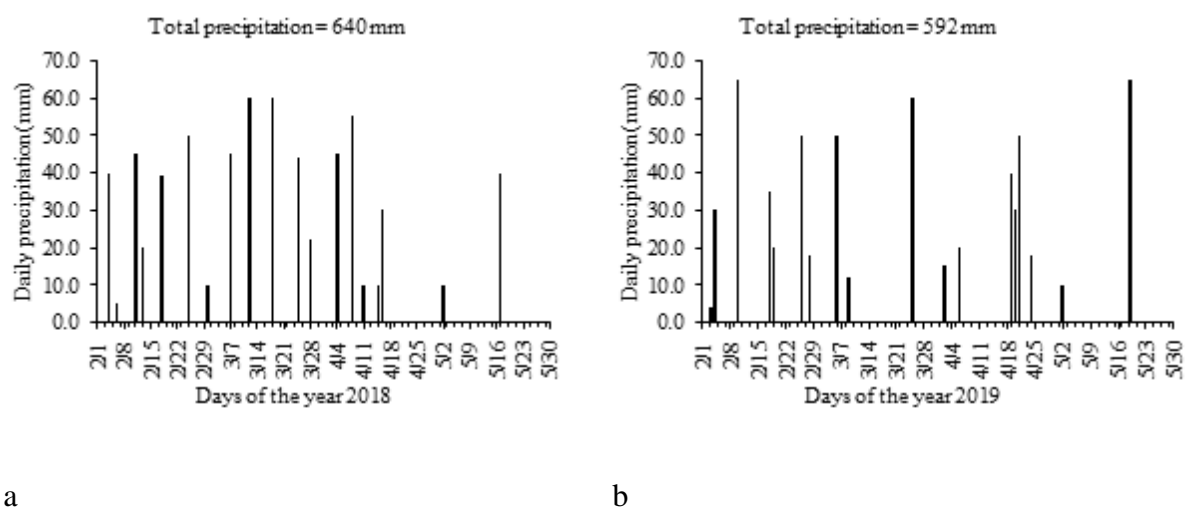 Total precipitation = 640 mm
Daily precipitation (mm)
70.0
60.0
50.0
40.0
30.0
20.0
10.0
0.0
2/1 2/8 2/15 2/22 2/29 3/7 3/14 3/21 3/28 4/4 4/11 4/18 4/25 5/2 5/9 5/16 5/23 5/30
Days of the year 2018
a
Total precipitation = 592 mm
Daily precipitation (mm)
70.0
60.0
50.0
40.0
30.0
20.0
10.0
0.0
2/1 2/8 2/15 2/22 2/29 3/7 3/14 3/21 3/28 4/4 4/11 4/18 4/25 5/2 5/9 5/16 5/23 5/30
Days of the year 2019
b